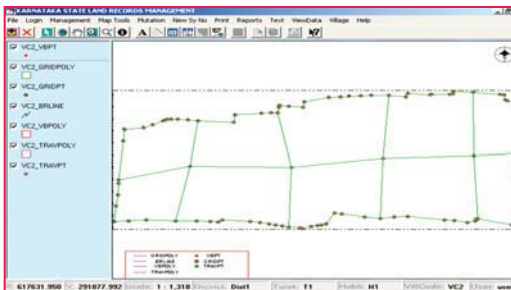 KARNATAKA STATE LAND RECORDS MANAGEMENT
File Login Management Map Tools Mutation New Sy No Print Reports Text ViewData Village Help
VC2_VBPT
VC2_GRIDPOLY
VC2_GRIDPT
VC2_BRLINE
VC2_VBPOLY
VC2_TRAVPOLY
VC2_TRAVPT
GRIDPOLY VBPT
BRLINE GRIDPT
VBPOLY TRAVPT
TRAVPOLY
617631.950 291877.992 1 : 1,318 Dist1 T1 H1 VC2 User